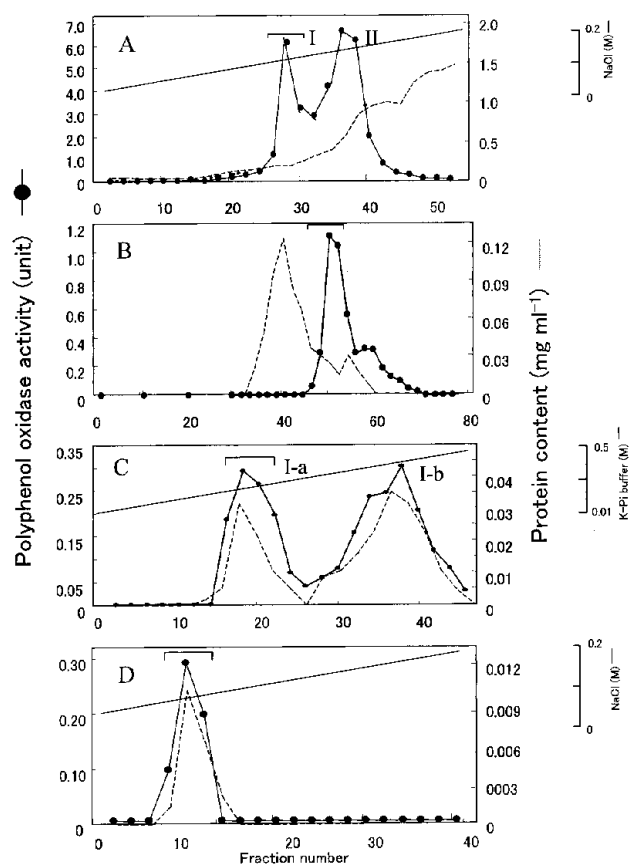 A
I
II
7.0
6.0
5.0
4.0
3.0
2.0
1.0
0
2.0
1.5
1.0
0.5
0
0 10 20 30 40 50
0.2
0
NaCl (M)
B
1.2
1.0
0.8
0.6
0.4
0.2
0
0.12
0.09
0.06
0.03
0
0 20 40 60 80
C
I-a
I-b
0.35
0.25
0.15
0.05
0
0.04
0.03
0.02
0.01
0
0 10 20 30 40
0.5
0.01
K-Pi buffer (M)
D
0.30
0.20
0.10
0.00
0.012
0.009
0.006
0003
0
0 10 20 30 40
0.2
0
NaCl (M)
Fraction number
Polyphenol oxidase activity (unit)
Protein content (mg ml⁻¹)